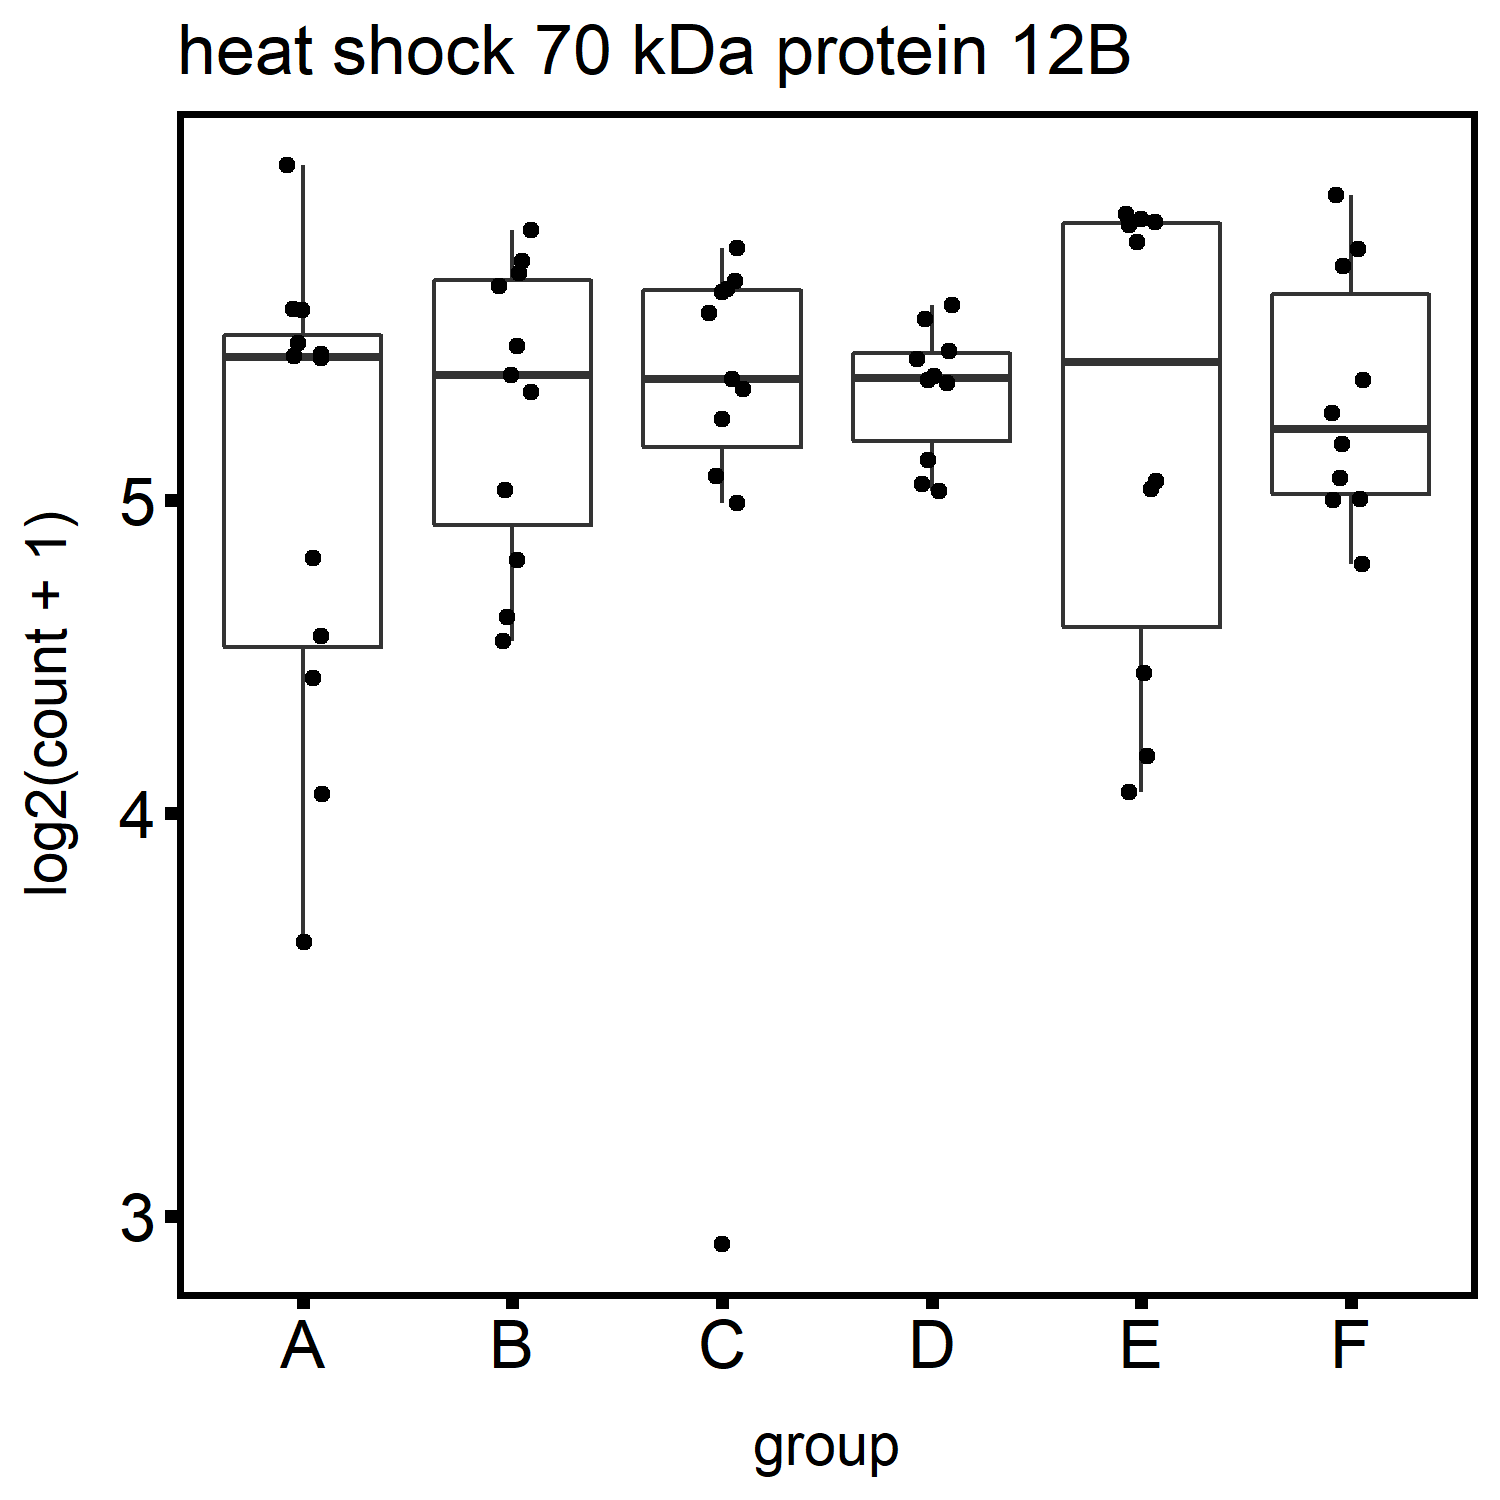 heat shock 70 kDa protein 12B
log2(count + 1)
5
4
3
A B C D E F
group